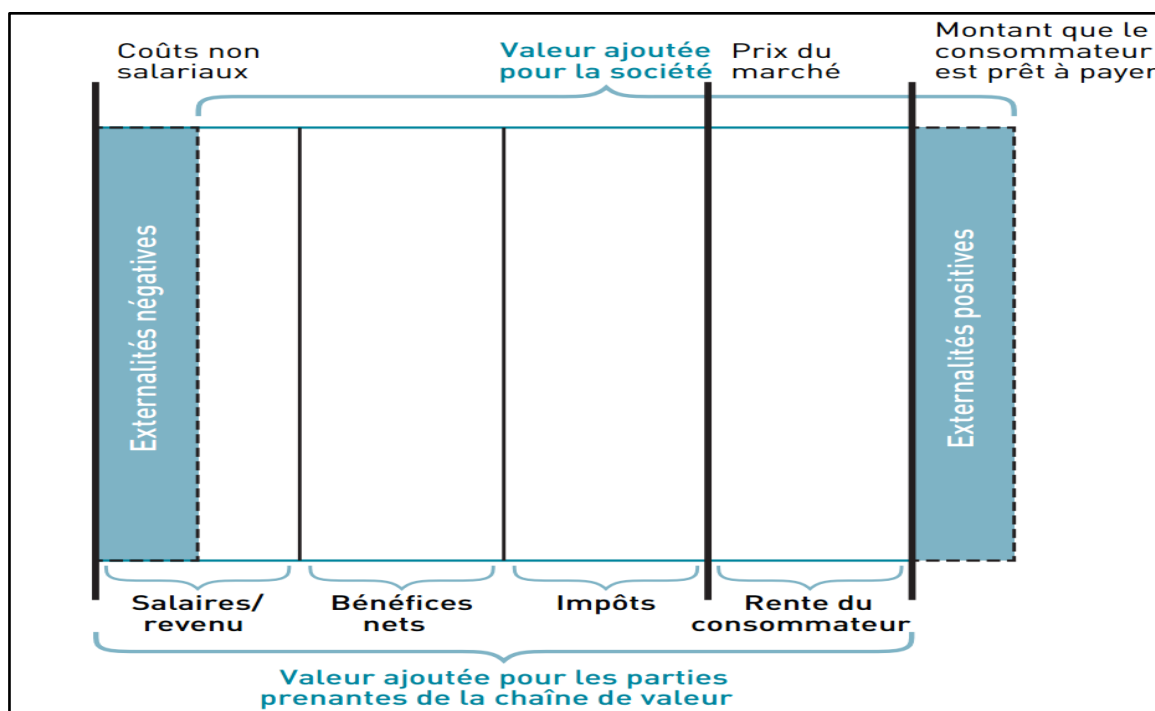 Coûts non
salariaux
Valeur ajoutée
pour la société
Prix du
marché
Montant que le
consommateur
est prêt à payer
Externalités négatives
Externalités positives
Salaires/
revenu
Bénéfices
nets
Impôts
Rente du
consommateur
Valeur ajoutée pour les parties
prenantes de la chaîne de valeur